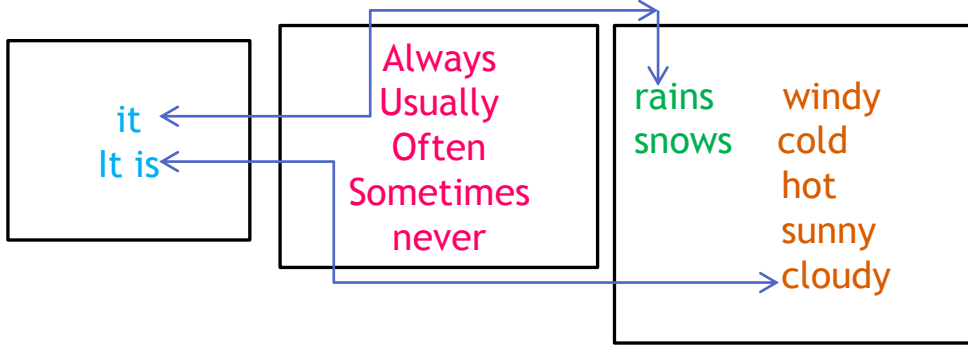 it
It is
Always
Usually
Often
Sometimes
never
rains
snows
windy
cold
hot
sunny
cloudy